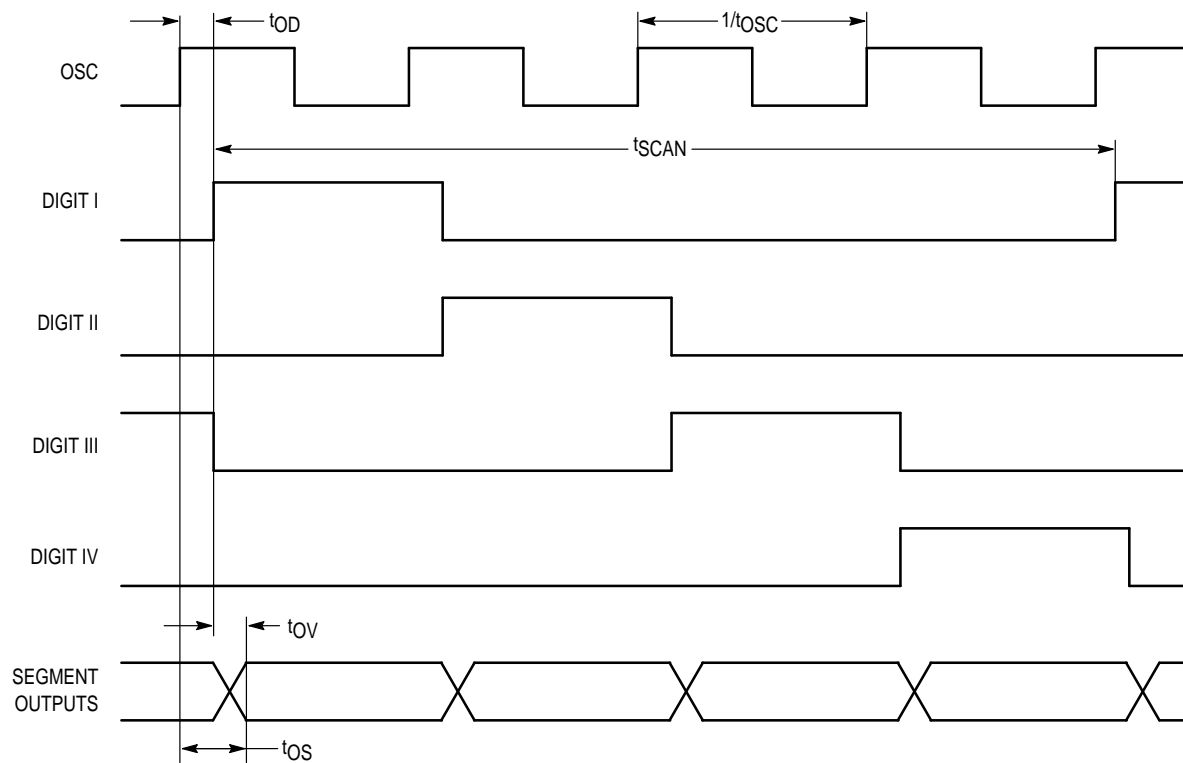 tOD
1/tOSC
OSC
tSCAN
DIGIT I
DIGIT II
DIGIT III
DIGIT IV
tOV
SEGMENT
OUTPUTS
tOS